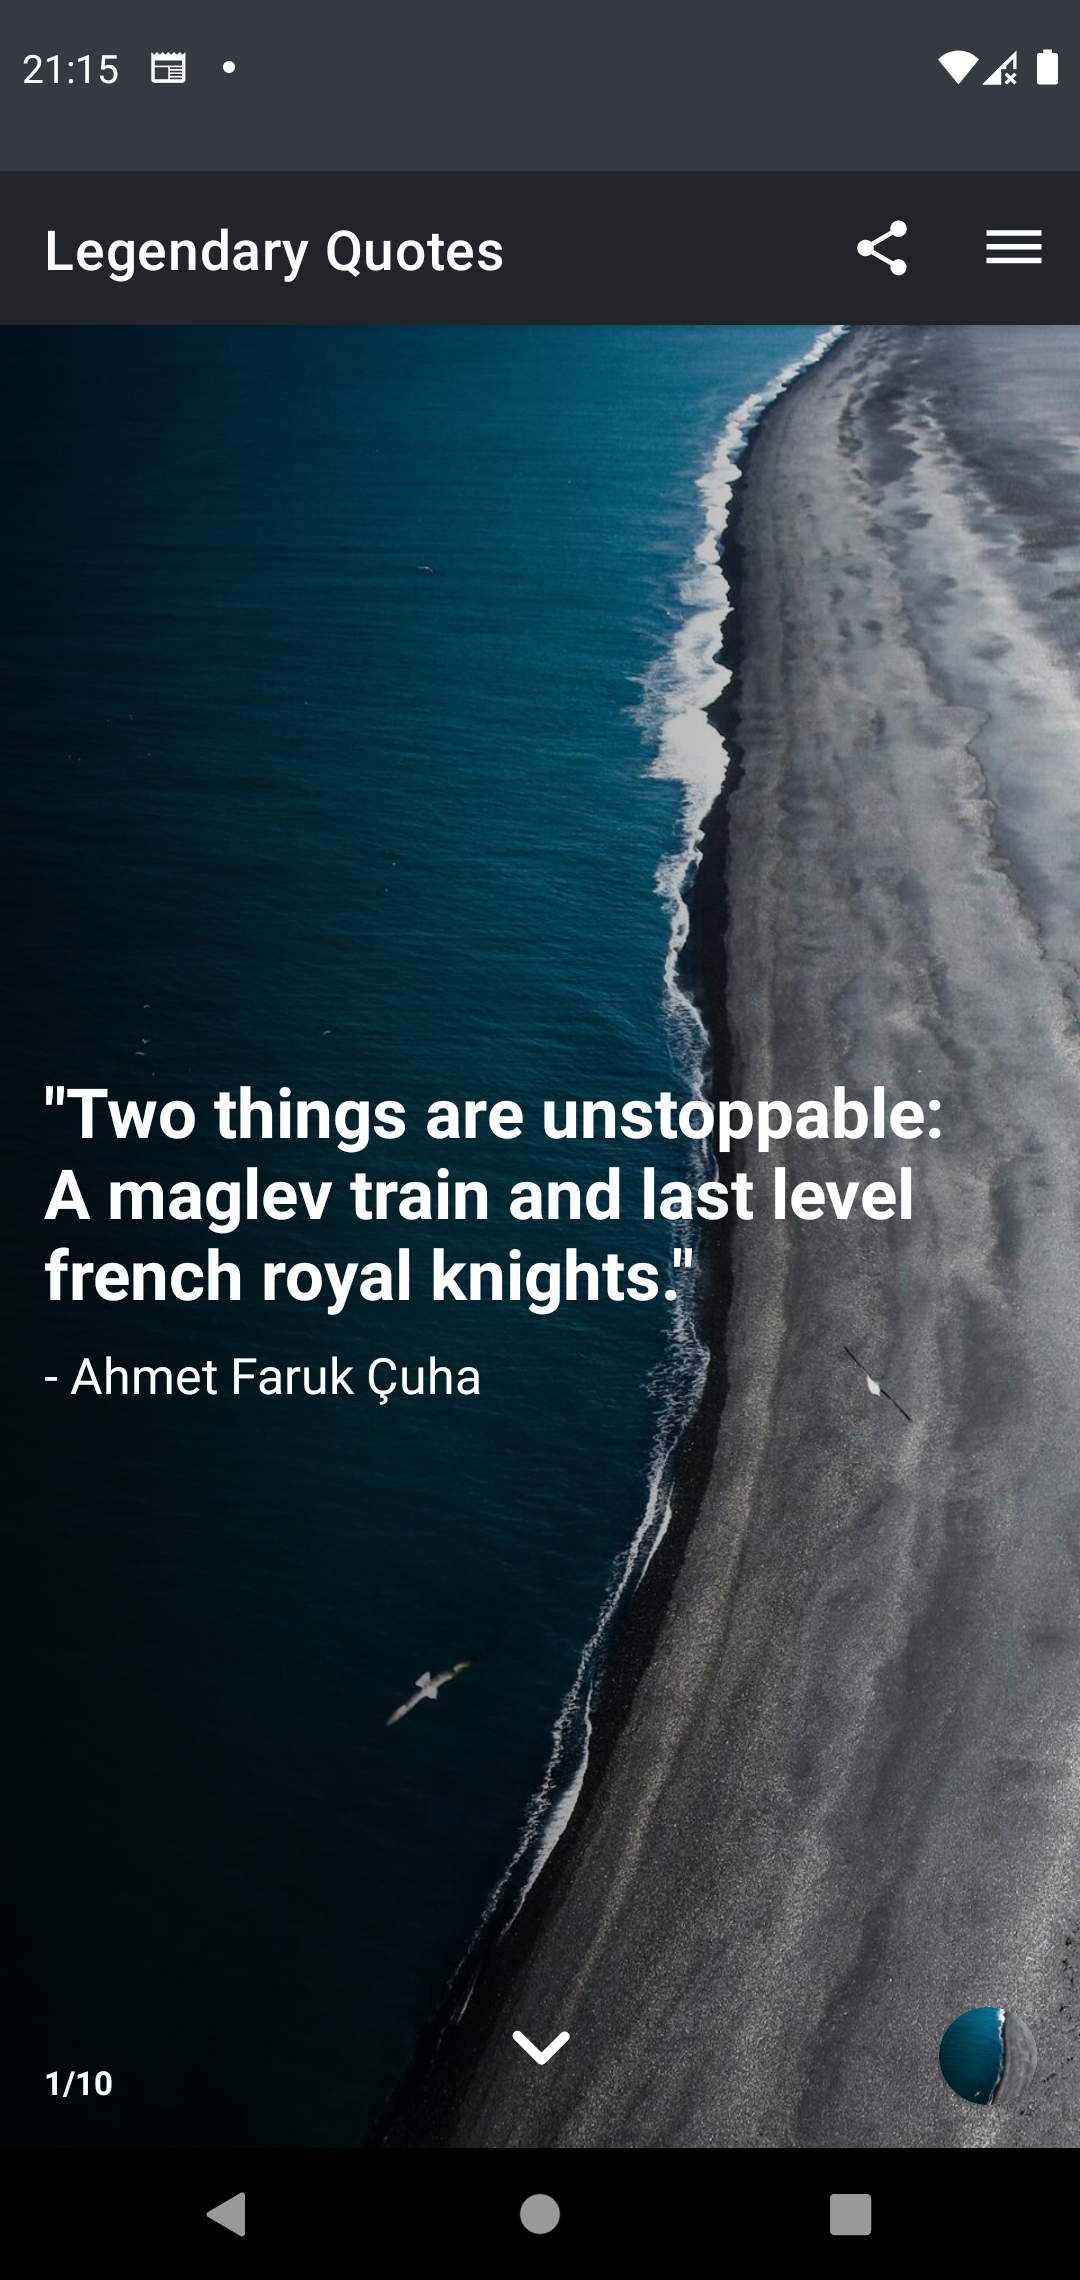 21:15
Legendary Quotes
"Two things are unstoppable:
A maglev train and last level
french royal knights."
- Ahmet Faruk Çuha
1/10